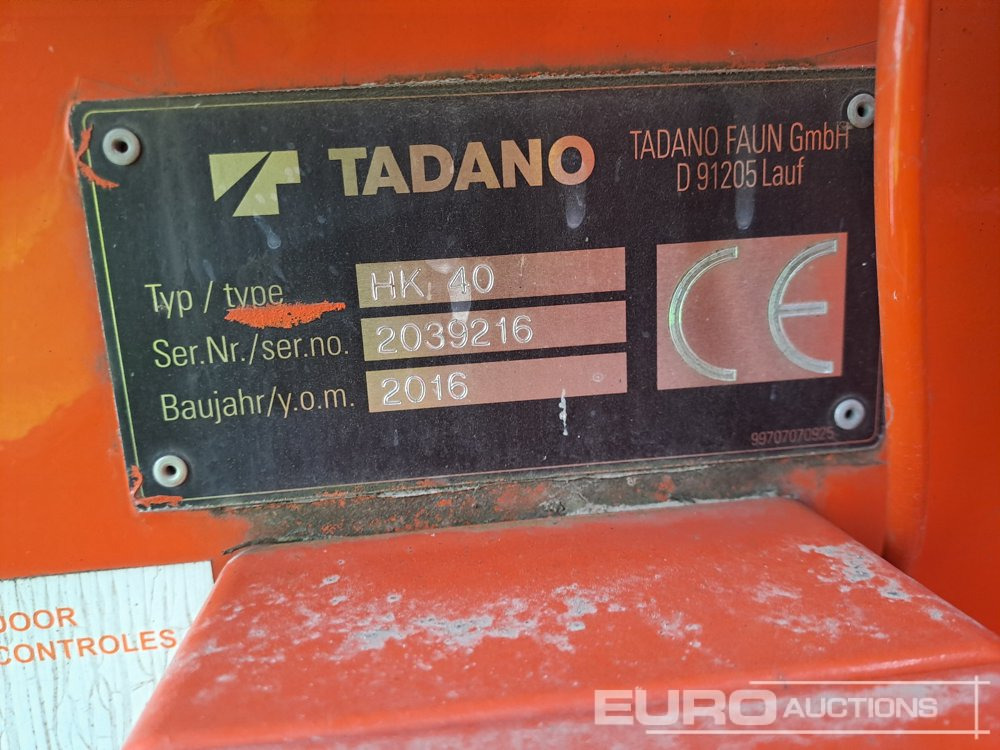 TADANO
TADANO FAUN GmbH
D 91205 Lauf
Typ / type HK 40
Ser.Nr./ser.no. 2039216
Baujahr/y.o.m. 2016
CE
99707070925
CONTROLES
EURO AUCTIONS